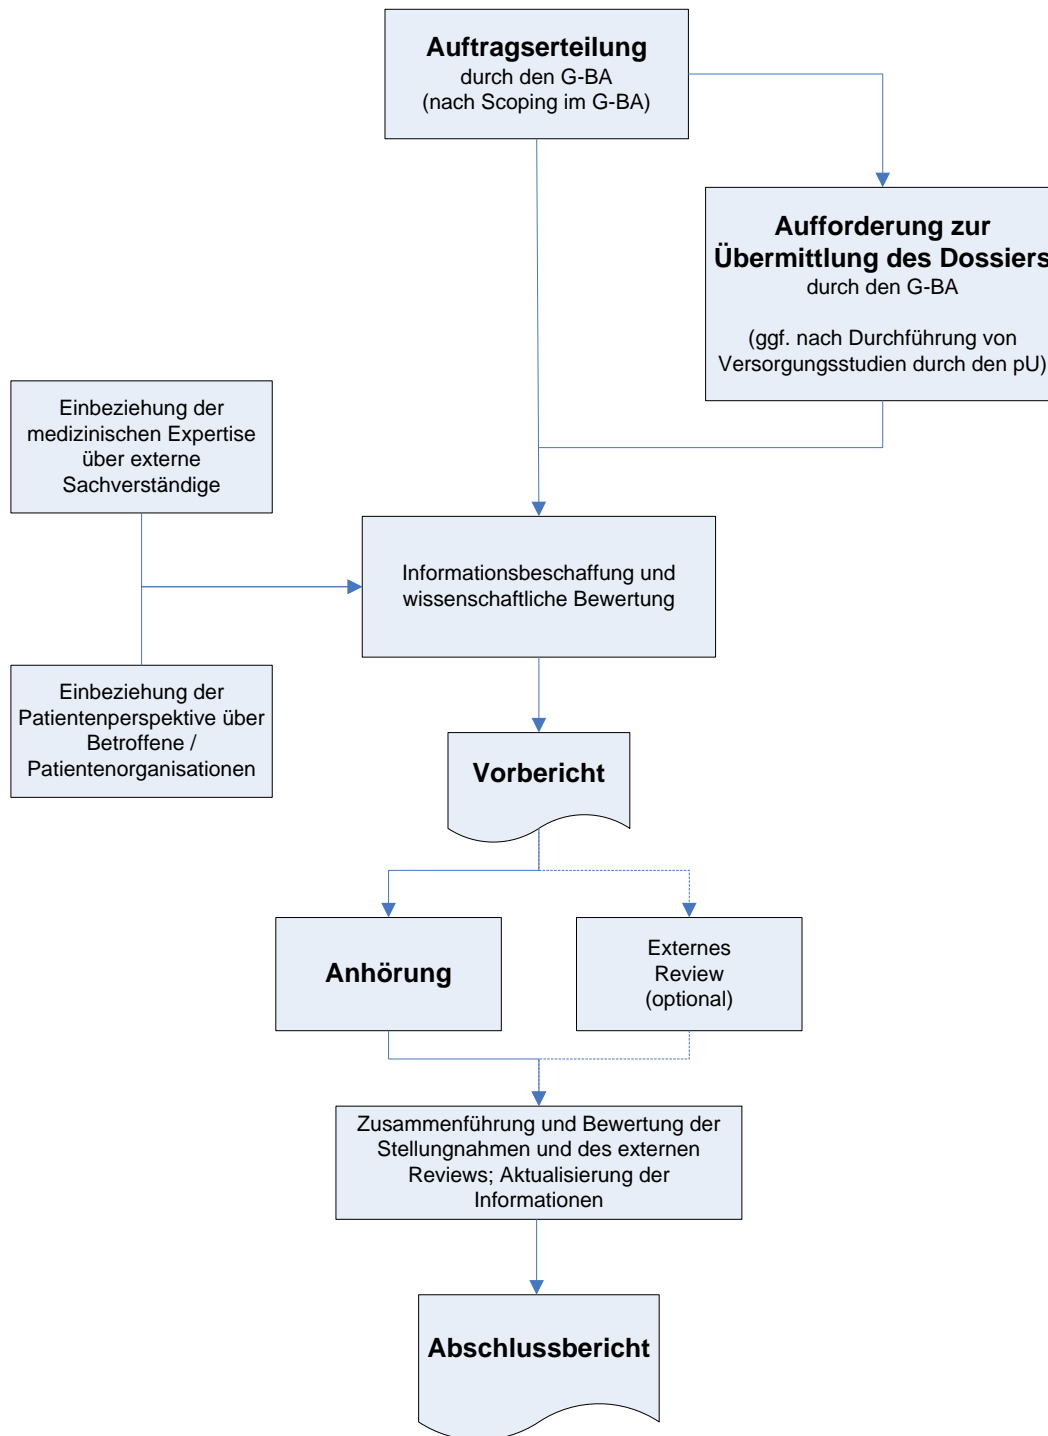 Auftragserteilung
durch den G-BA
(nach Scoping im G-BA)
Aufforderung zur
Übermittlung des Dossiers
durch den G-BA
(ggf. nach Durchführung von
Versorgungsstudien durch den pU)
Einbeziehung der
medizinischen Expertise
über externe
Sachverständige
Informationsbeschaffung und
wissenschaftliche Bewertung
Einbeziehung der
Patientenperspektive über
Betroffene /
Patientenorganisationen
Vorbericht
Anhörung
Externes
Review
(optional)
Zusammenführung und Bewertung der
Stellungnahmen und des externen
Reviews; Aktualisierung der
Informationen
Abschlussbericht